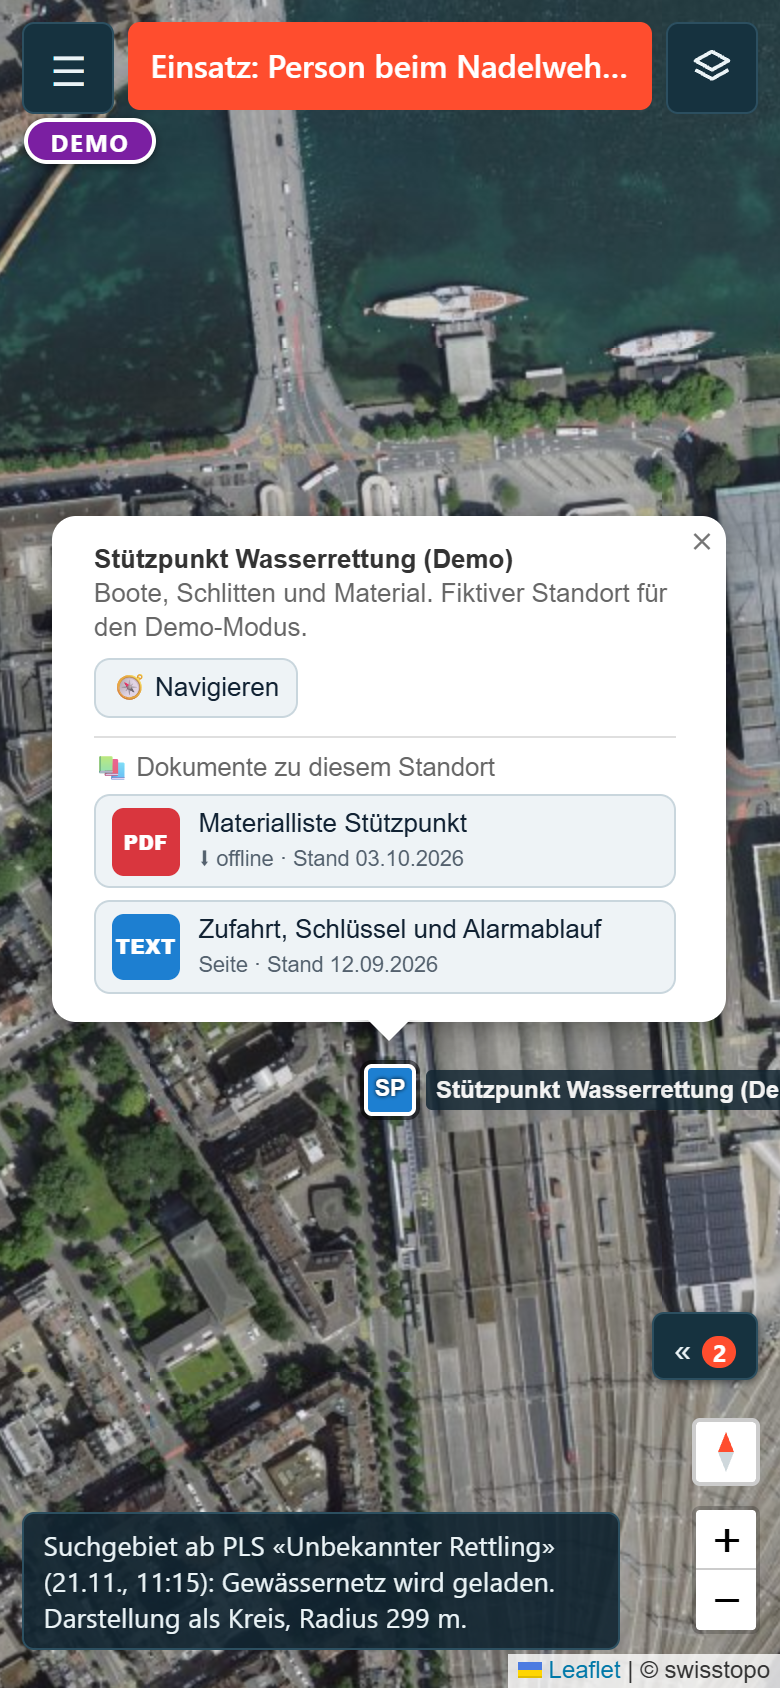 ☰
Einsatz: Person beim Nadelweh...
DEMO
×
Stützpunkt Wasserrettung (Demo)
Boote, Schlitten und Material. Fiktiver Standort für
den Demo-Modus.
🧭 Navigieren
Dokumente zu diesem Standort
PDF
Materialliste Stützpunkt
⬇ offline · Stand 03.10.2026
TEXT
Zufahrt, Schlüssel und Alarmablauf
Seite · Stand 12.09.2026
SP
Stützpunkt Wasserrettung (De
« 2
+
−
Suchgebiet ab PLS «Unbekannter Rettling»
(21.11., 11:15): Gewässernetz wird geladen.
Darstellung als Kreis, Radius 299 m.
Leaflet | © swisstopo